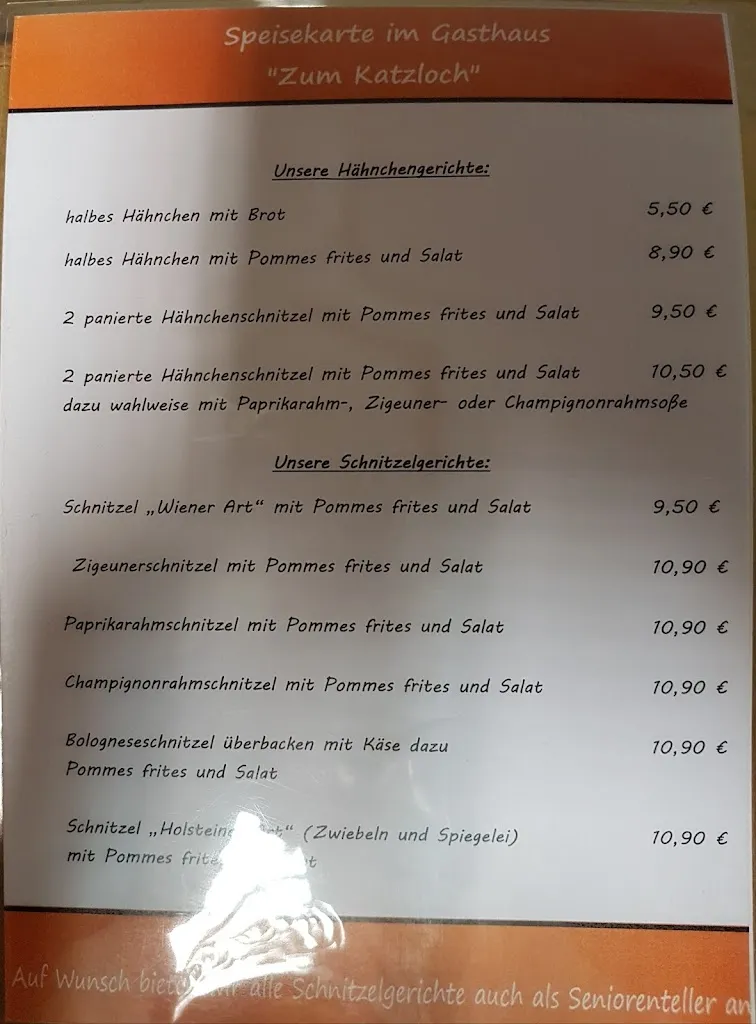 Speisekarte im Gasthaus
"Zum Katzloch"
Unsere Hähnchengerichte:
halbes Hähnchen mit Brot 5,50 €
halbes Hähnchen mit Pommes frites und Salat 8,90 €
2 panierte Hähnchenschnitzel mit Pommes frites und Salat 9,50 €
2 panierte Hähnchenschnitzel mit Pommes frites und Salat 10,50 €
dazu wahlweise mit Paprikarahm-, Zigeuner- oder Champignonrahmsoße
Unsere Schnitzelgerichte:
Schnitzel „Wiener Art“ mit Pommes frites und Salat 9,50 €
Zigeunerschnitzel mit Pommes frites und Salat 10,90 €
Paprikarahmschnitzel mit Pommes frites und Salat 10,90 €
Champignonrahmschnitzel mit Pommes frites und Salat 10,90 €
Bologneseschnitzel überbacken mit Käse dazu 10,90 €
Pommes frites und Salat
Schnitzel „Holsteiner Art“ (Zwiebeln und Spiegelei) 10,90 €
mit Pommes frites
Auf Wunsch bieten wir alle Schnitzelgerichte auch als Seniorenteller an